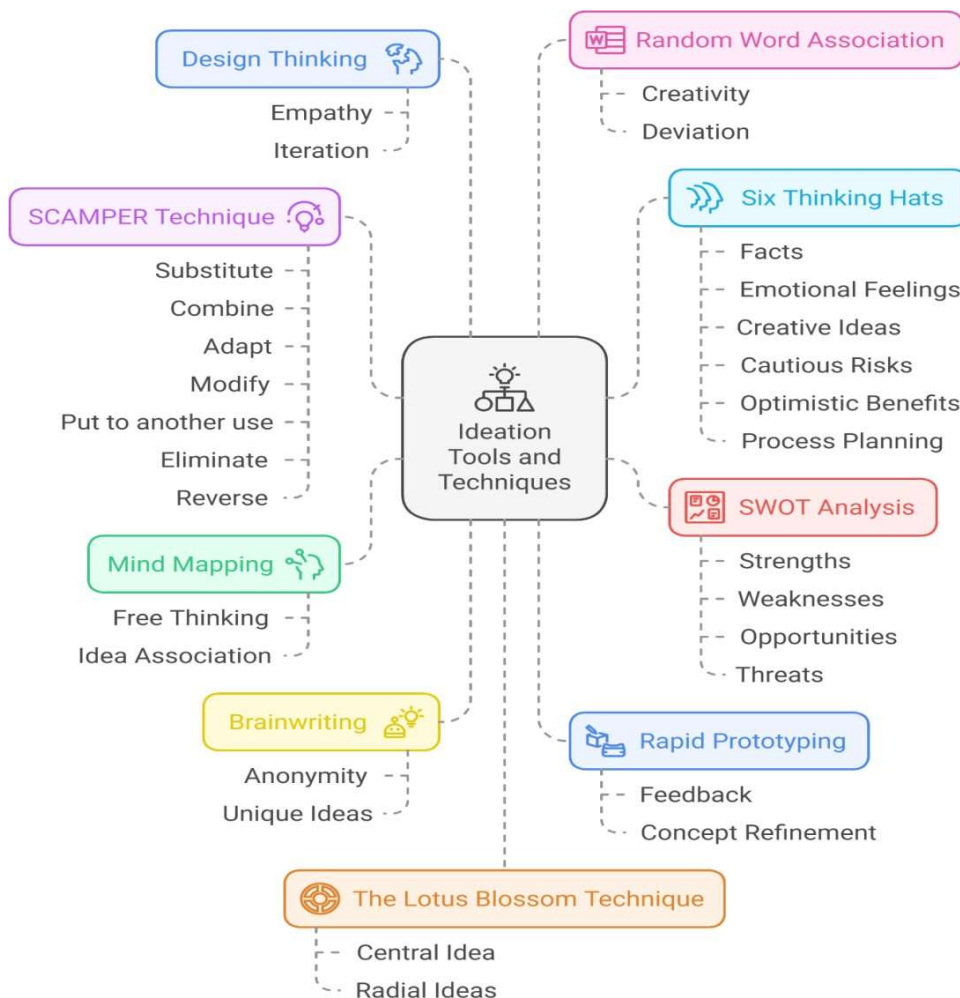 Design Thinking
Empathy
Iteration
SCAMPER Technique
Substitute
Combine
Adapt
Modify
Put to another use
Eliminate
Reverse
Mind Mapping
Free Thinking
Idea Association
Brainwriting
Anonymity
Unique Ideas
Ideation
Tools and
Techniques
W Random Word Association
Creativity
Deviation
Six Thinking Hats
Facts
Emotional Feelings
Creative Ideas
Cautious Risks
Optimistic Benefits
Process Planning
SWOT Analysis
Strengths
Weaknesses
Opportunities
Threats
Rapid Prototyping
Feedback
Concept Refinement
The Lotus Blossom Technique
Central Idea
Radial Ideas